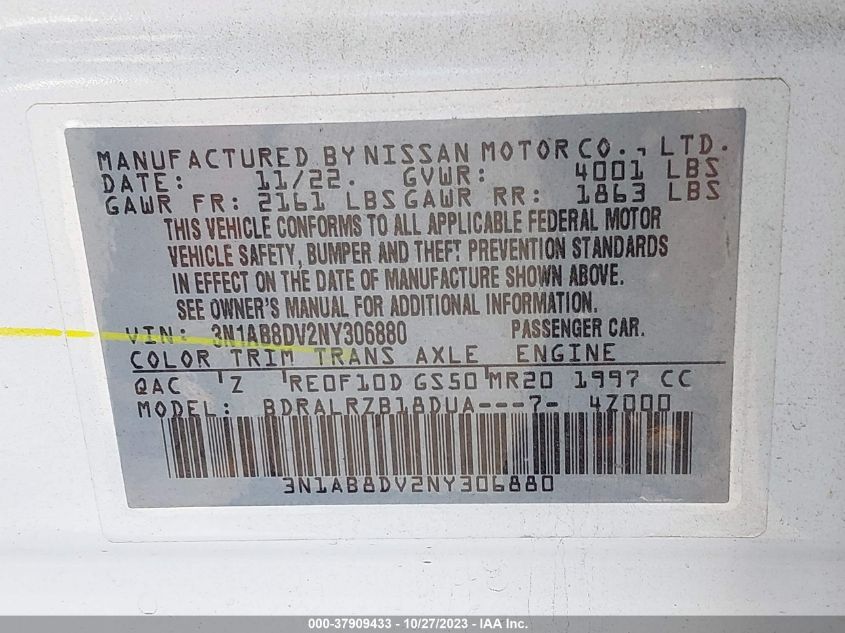 MANUFACTURED BY NISSAN MOTOR CO., LTD.
DATE: 11/22. GVWR: 4001 LBS
GAWR FR: 2161 LBS GAWR RR: 1863 LBS
THIS VEHICLE CONFORMS TO ALL APPLICABLE FEDERAL MOTOR
VEHICLE SAFETY, BUMPER AND THEFT PREVENTION STANDARDS
IN EFFECT ON THE DATE OF MANUFACTURE SHOWN ABOVE.
SEE OWNER'S MANUAL FOR ADDITIONAL INFORMATION.
VIN: 3N1AB8DV2NY306880 PASSENGER CAR.
COLOR TRIM TRANS AXLE ENGINE
QAC Z RE0F10D GS50 MR20 1997 CC
MODEL: BDRALRZB18DUA---7- 4Z000
3N1AB8DV2NY306880
000-37909433 - 10/27/2023 - IAA Inc.